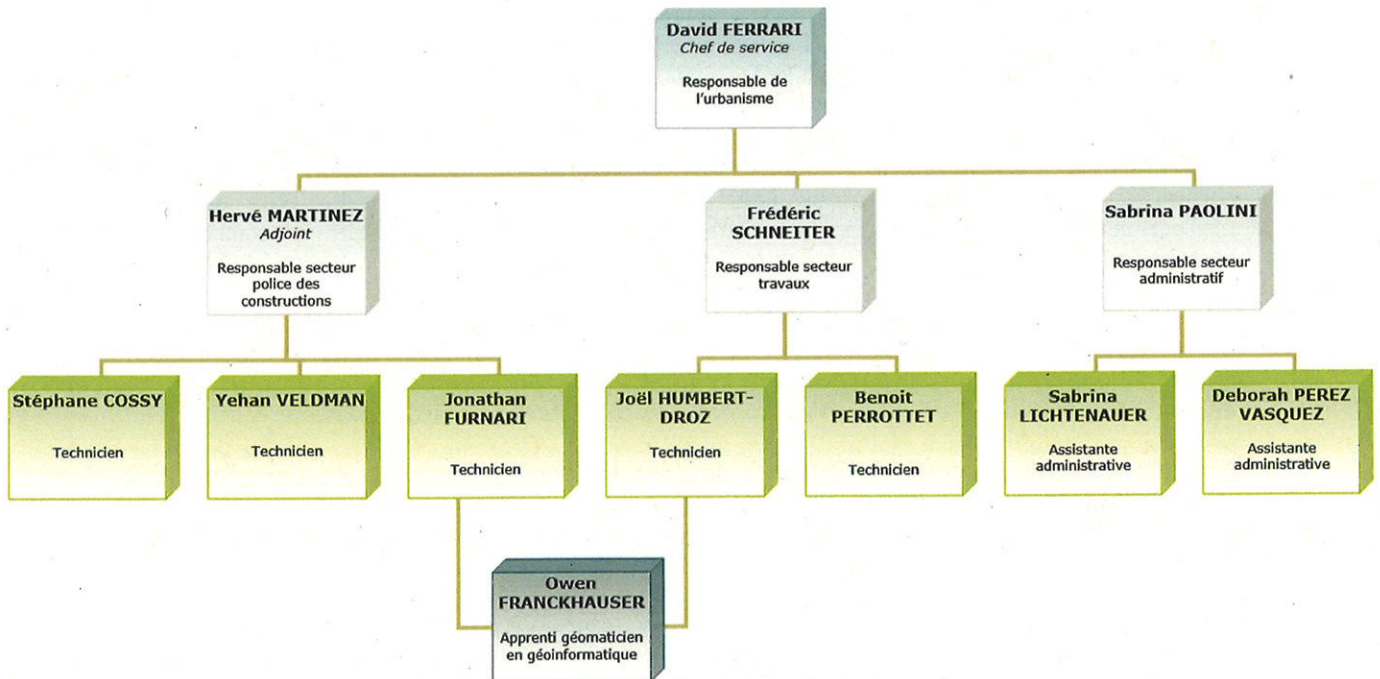 David FERRARI
Chef de service
Responsable de
l'urbanisme
Hervé MARTINEZ
Adjoint
Responsable secteur
police des
constructions
Frédéric
SCHNEITER
Responsable secteur
travaux
Sabrina PAOLINI
Responsable secteur
administratif
Stéphane COSSY
Technicien
Yehan VELDMAN
Technicien
Jonathan
FURNARI
Technicien
Joël HUMBERT-
DROZ
Technicien
Benoit
PERROTTET
Technicien
Sabrina
LICHTENAUER
Assistante
administrative
Deborah PEREZ
VASQUEZ
Assistante
administrative
Owen
FRANCKHAUSER
Apprenti géomaticien
en géoinformatique